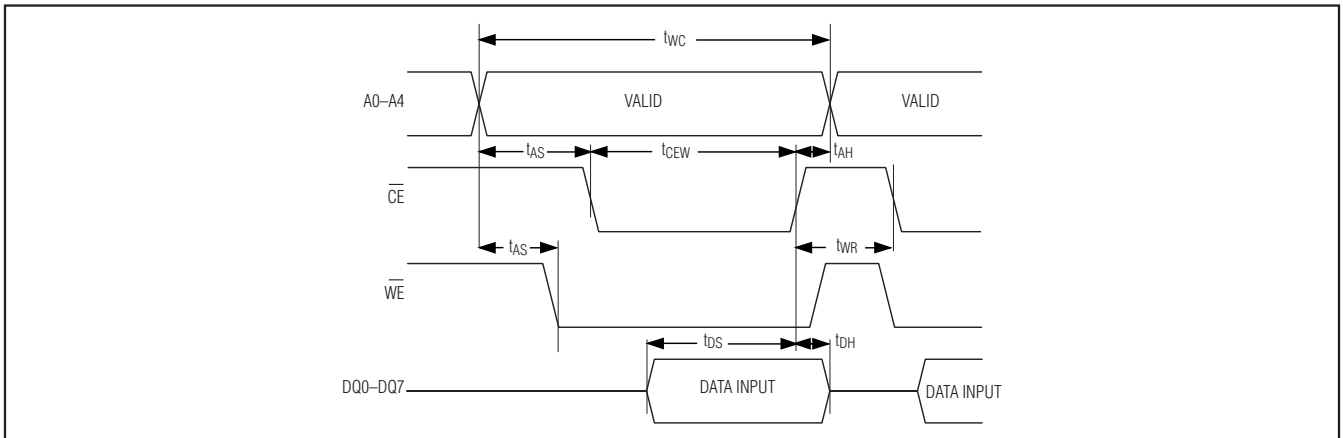 tWC
A0–A4
VALID
VALID
tAS
tCEW
tAH
CE
tAS
tWR
WE
tDS
tDH
DQ0–DQ7
DATA INPUT
DATA INPUT